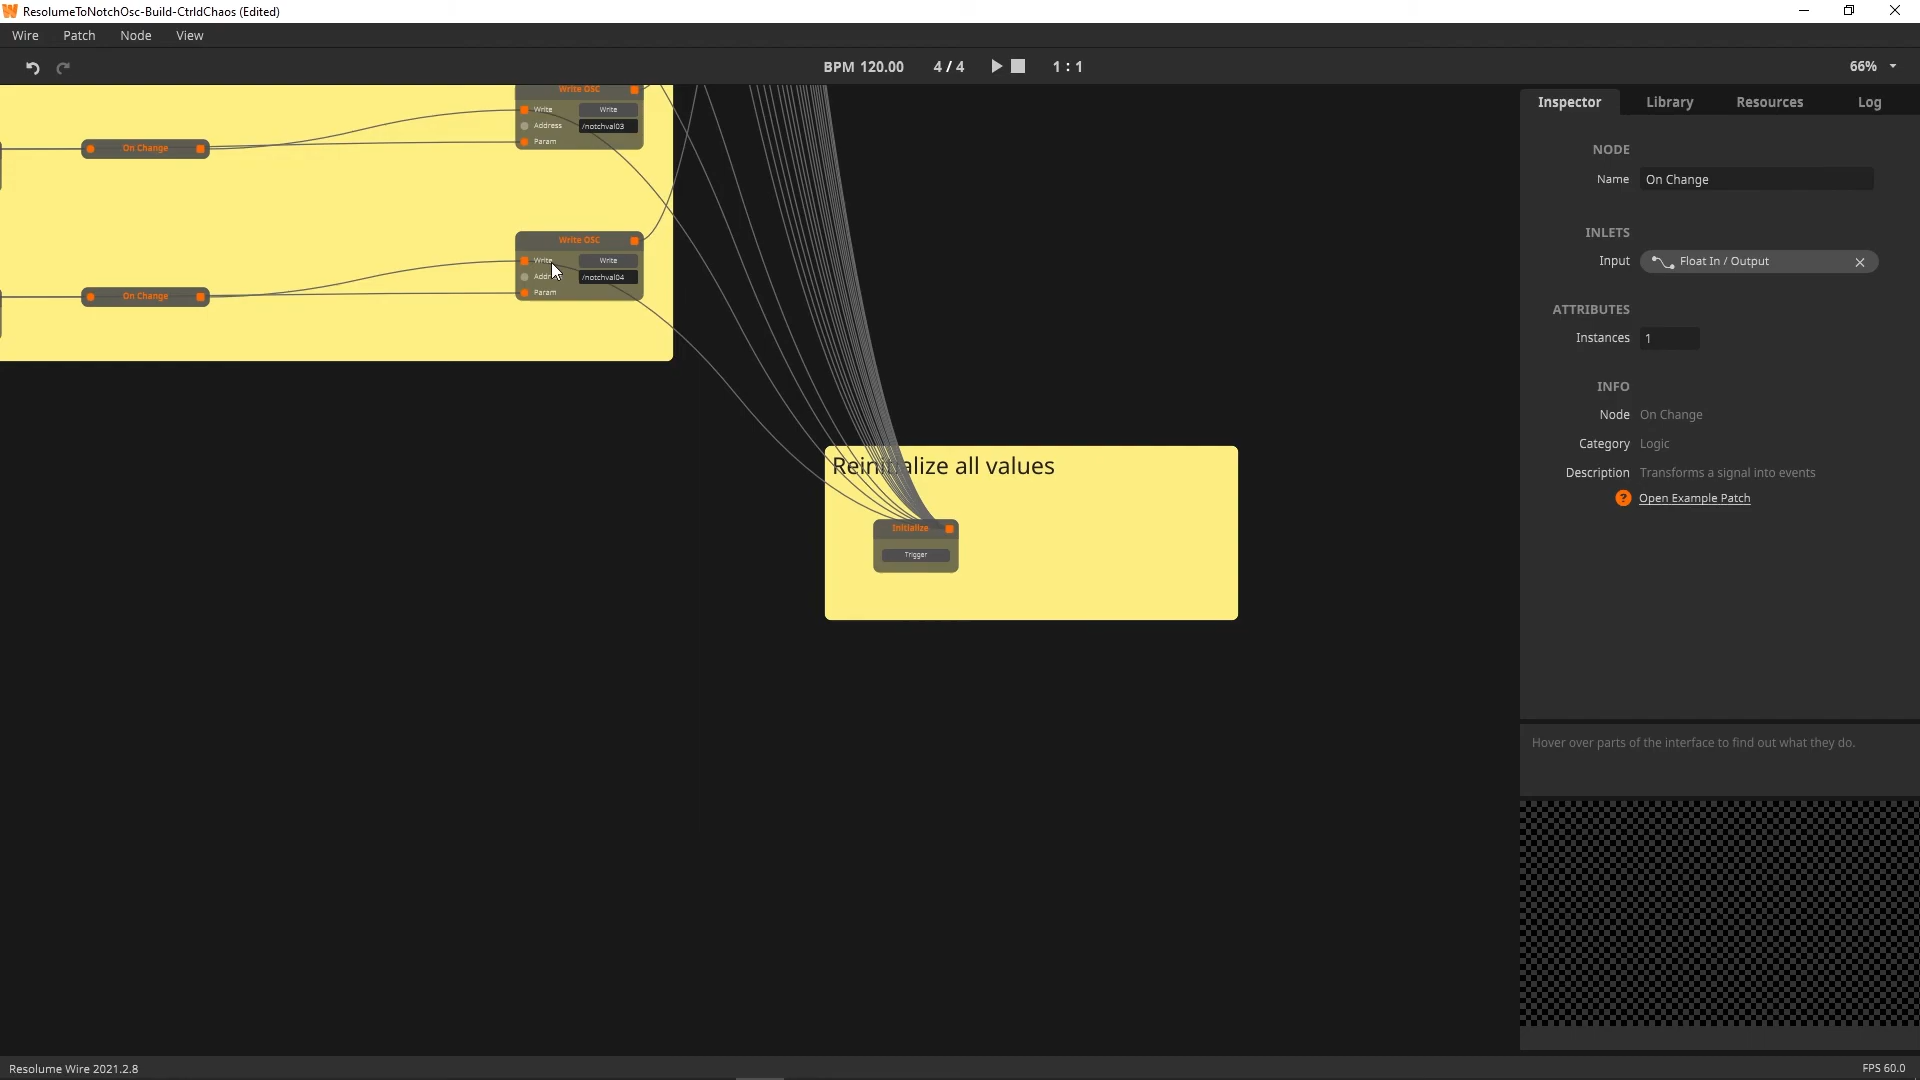 ResolumeToNotchOsc-Build-CtrldChaos (Edited)
Wire Patch Node View
BPM 120.00 4 / 4 1 : 1 66%
Write OSC
Write Write
Address /notchval03
Param
On Change
Write OSC
Write Write
/notchval04
Param
On Change
Reinitialize all values
Initialize
Trigger
Inspector Library Resources Log
NODE
Name On Change
INLETS
Input Float In / Output
ATTRIBUTES
Instances 1
INFO
Node On Change
Category Logic
Description Transforms a signal into events
? Open Example Patch
Hover over parts of the interface to find out what they do.
Resolume Wire 2021.2.8
FPS 60.0